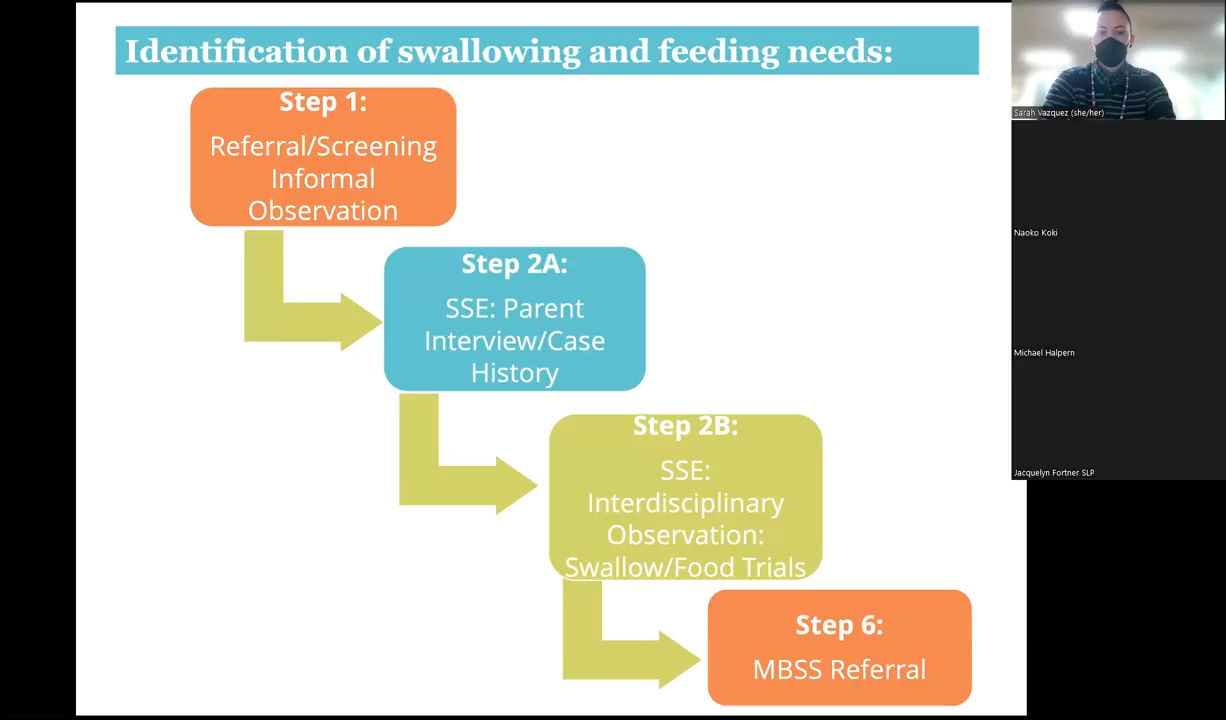 Identification of swallowing and feeding needs:
Step 1:
Referral/Screening
Informal
Observation
Step 2A:
SSE: Parent
Interview/Case
History
Step 2B:
SSE:
Interdisciplinary
Observation:
Swallow/Food Trials
Step 6:
MBSS Referral
Sarah Vazquez (she/her)
Naoko Koki
Michael Halpern
Jacquelyn Fortner SLP